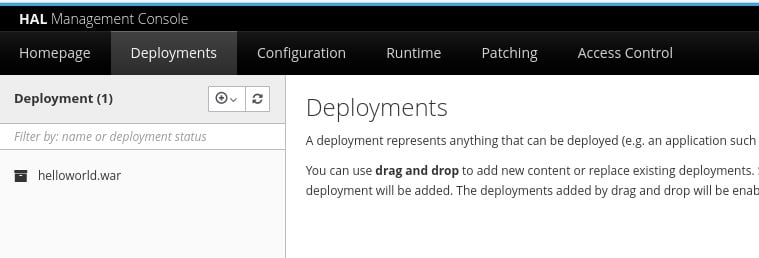 HAL Management Console
Homepage Deployments Configuration Runtime Patching Access Control
Deployment (1)
Filter by: name or deployment status
helloworld.war
Deployments
A deployment represents anything that can be deployed (e.g. an application such
You can use drag and drop to add new content or replace existing deployments.
deployment will be added. The deployments added by drag and drop will be